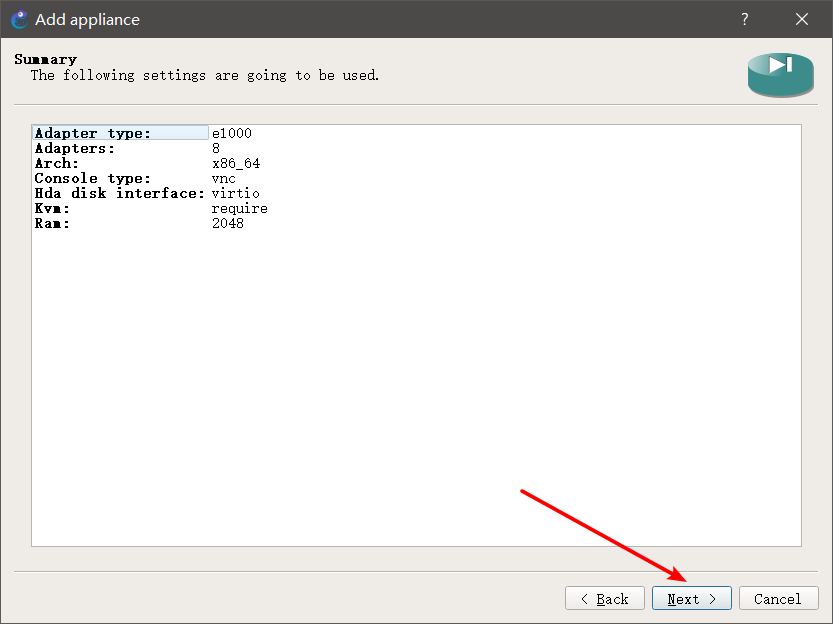 Add appliance
?
Summary
The following settings are going to be used.
Adapter type: e1000
Adapters: 8
Arch: x86_64
Console type: vnc
Hda disk interface: virtio
Kvm: require
Ram: 2048
< Back Next > Cancel